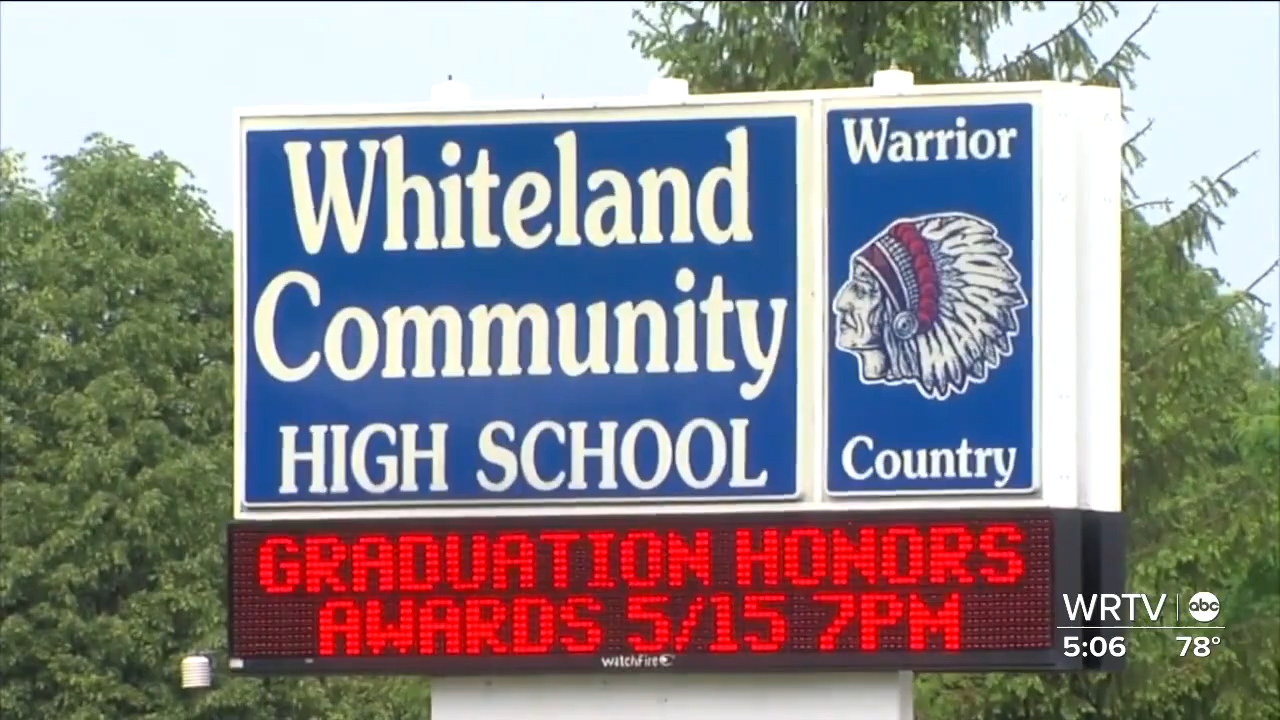 Whiteland
Community
HIGH SCHOOL
Warrior
Country
GRADUATION HONORS
AWARDS 5/15 7PM
watchfire
WRTV abc
5:06 78°